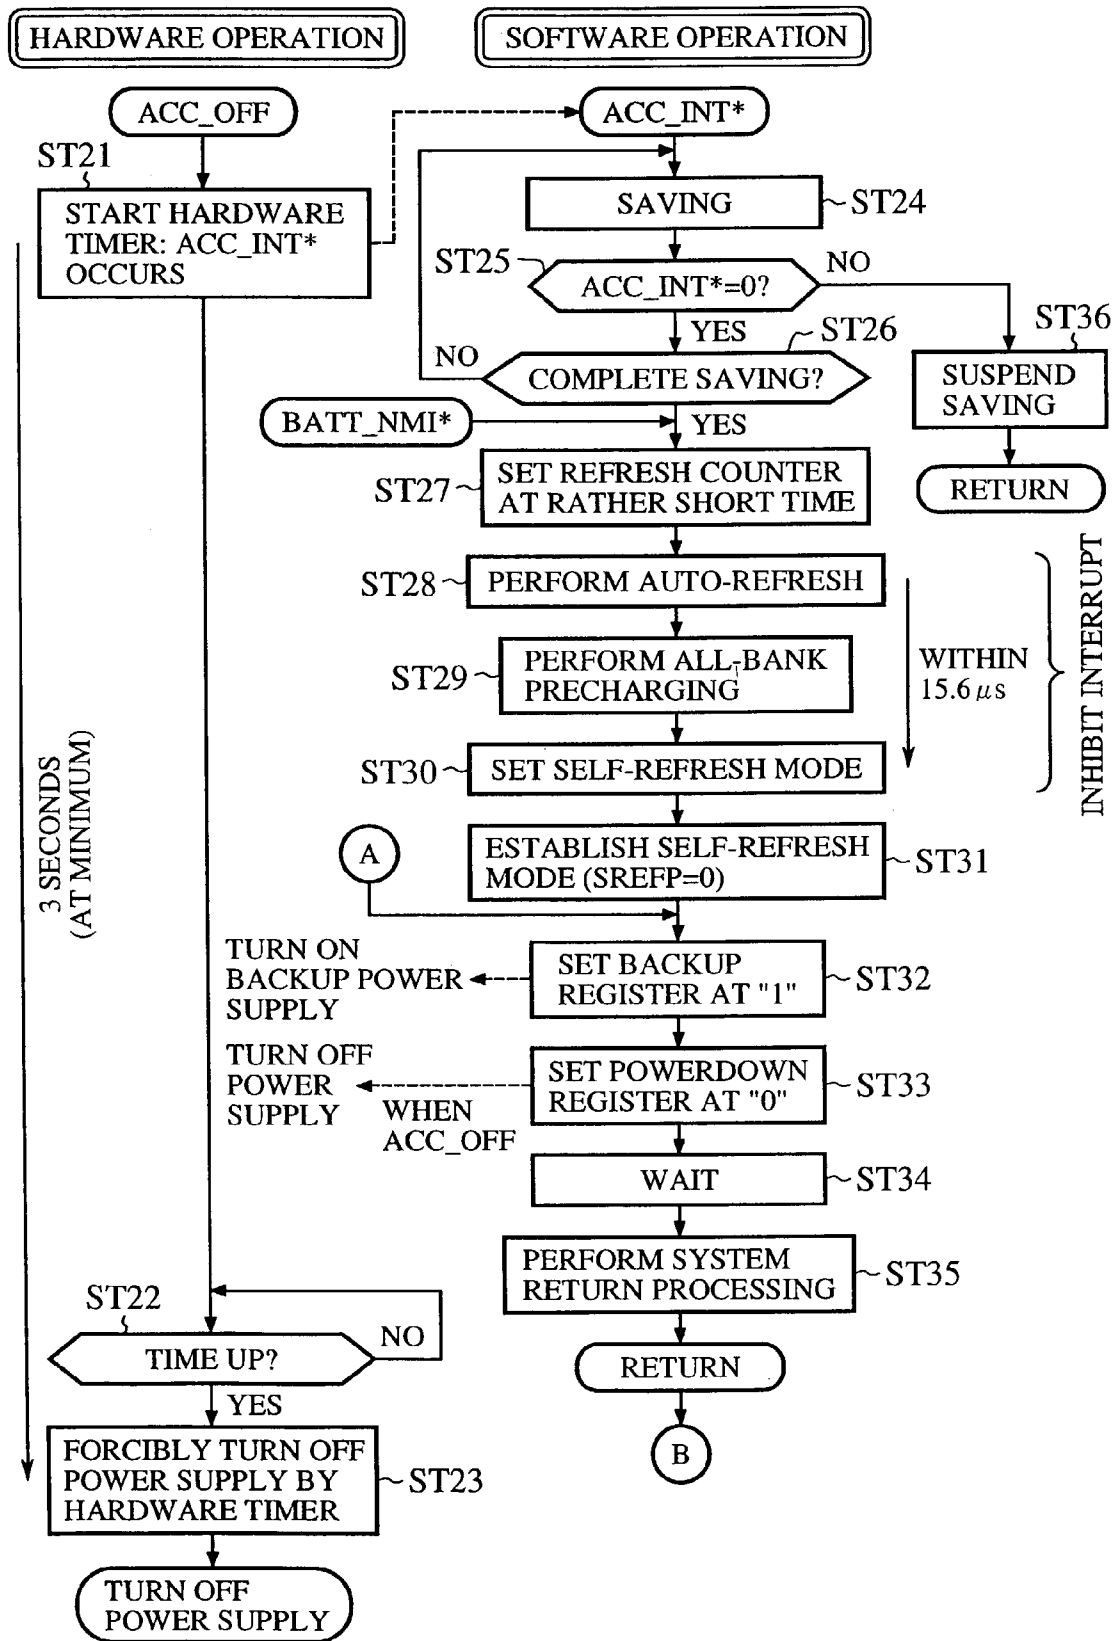 HARDWARE OPERATION
SOFTWARE OPERATION
ACC_OFF
ACC_INT*
ST21
START HARDWARE
TIMER: ACC_INT*
OCCURS
SAVING
ST24
ST25
ACC_INT*=0?
NO
YES
ST26
NO
COMPLETE SAVING?
ST36
SUSPEND
SAVING
BATT_NMI*
YES
RETURN
ST27
SET REFRESH COUNTER
AT RATHER SHORT TIME
ST28
PERFORM AUTO-REFRESH
ST29
PERFORM ALL-BANK
PRECHARGING
WITHIN
15.6 μs
INHIBIT INTERRUPT
ST30
SET SELF-REFRESH MODE
3 SECONDS
(AT MINIMUM)
A
ESTABLISH SELF-REFRESH
MODE (SREFP=0)
ST31
TURN ON
BACKUP POWER
SUPPLY
SET BACKUP
REGISTER AT "1"
ST32
TURN OFF
POWER
SUPPLY
WHEN
ACC_OFF
SET POWERDOWN
REGISTER AT "0"
ST33
WAIT
ST34
PERFORM SYSTEM
RETURN PROCESSING
ST35
ST22
TIME UP?
NO
RETURN
YES
B
FORCIBLY TURN OFF
POWER SUPPLY BY
HARDWARE TIMER
ST23
TURN OFF
POWER SUPPLY